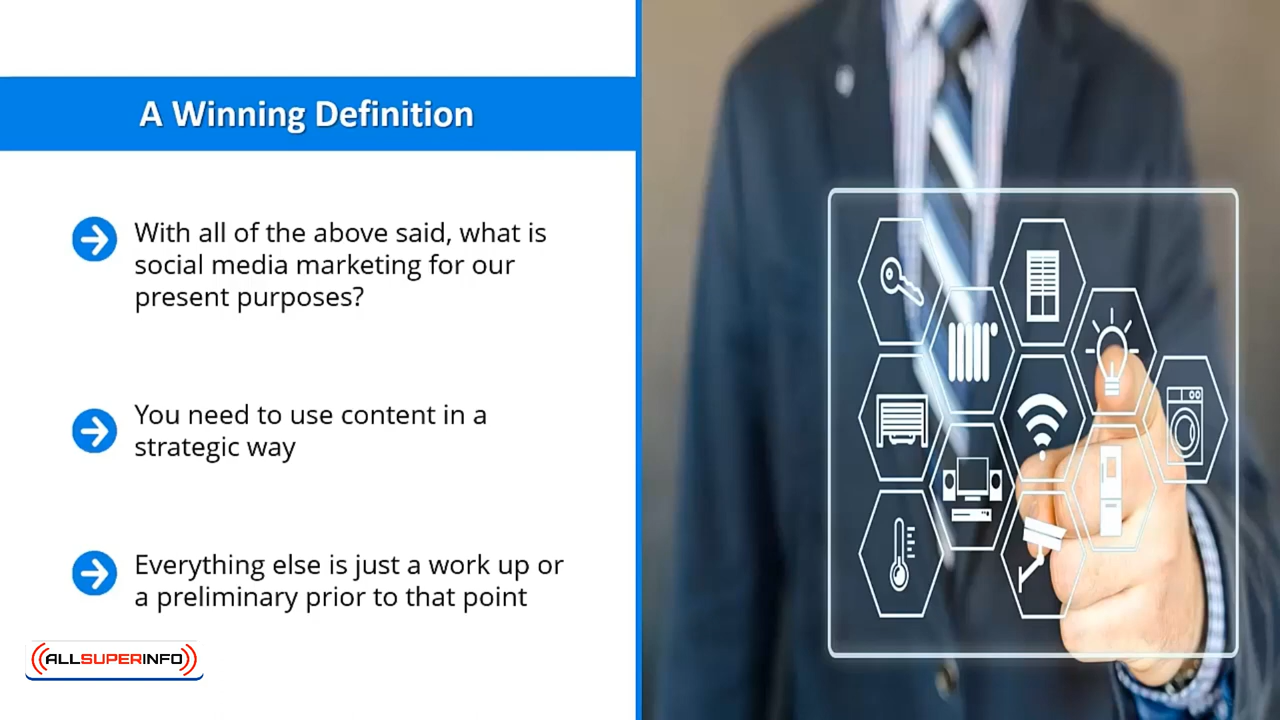 A Winning Definition
With all of the above said, what is
social media marketing for our
present purposes?
You need to use content in a
strategic way
Everything else is just a work up or
a preliminary prior to that point
ALLSUPERINFO